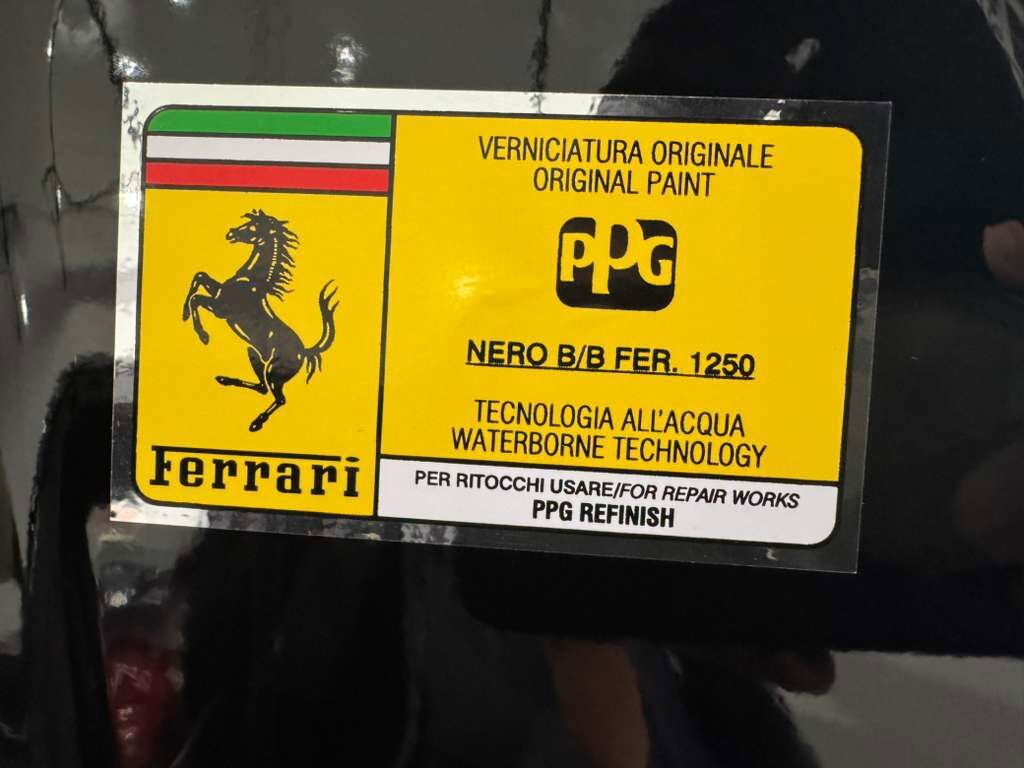 Ferrari
VERNICIATURA ORIGINALE
ORIGINAL PAINT
PPG
NERO B/B FER. 1250
TECNOLOGIA ALL'ACQUA
WATERBORNE TECHNOLOGY
PER RITOCCHI USARE/FOR REPAIR WORKS
PPG REFINISH